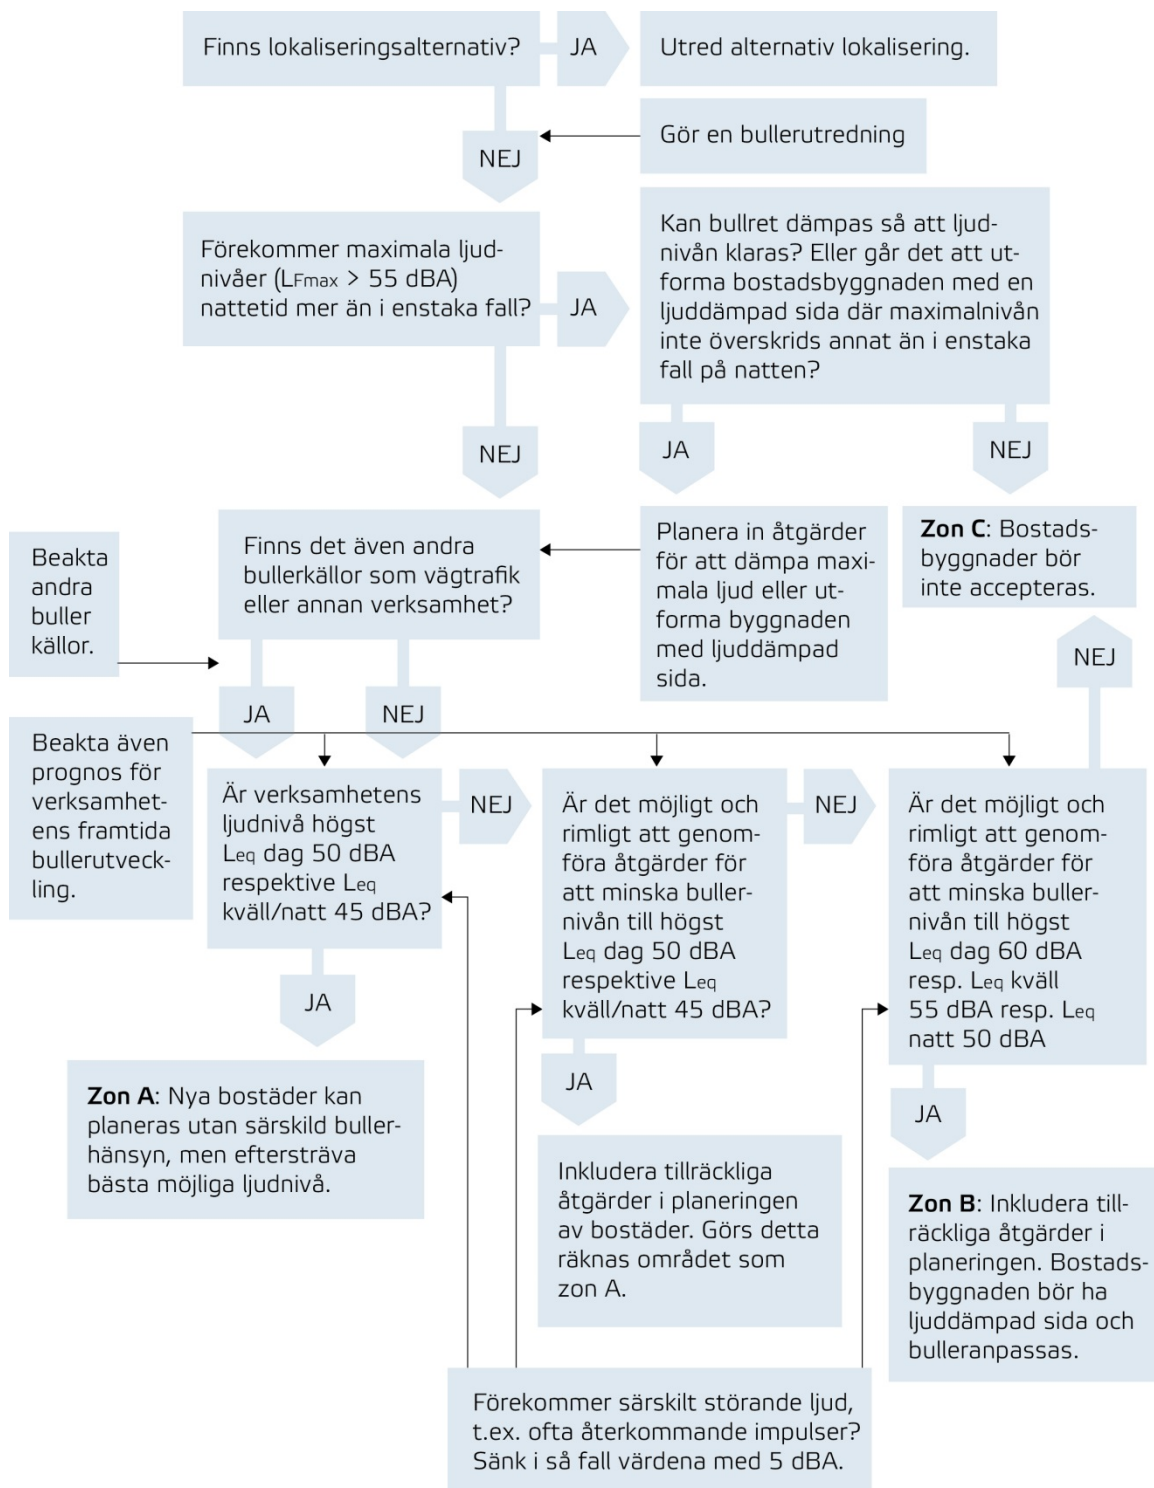 Finns lokaliseringsalternativ?
JA
Utred alternativ lokalisering.
Gör en bullerutredning
NEJ
Förekommer maximala ljud-
nivåer (LFmax > 55 dBA)
nattetid mer än i enstaka fall?
JA
Kan bullret dämpas så att ljud-
nivån klaras? Eller går det att ut-
forma bostadsbyggnaden med en
ljuddämpad sida där maximalnivån
inte överskrids annat än i enstaka
fall på natten?
NEJ
JA
NEJ
Finns det även andra
bullerkällor som vägtrafik
eller annan verksamhet?
Planera in åtgärder
för att dämpa maxi-
mala ljud eller ut-
forma byggnaden
med ljuddämpad
sida.
Zon C: Bostads-
byggnader bör
inte accepteras.
Beakta
andra
buller
källor.
NEJ
JA
NEJ
Beakta även
prognos för
verksamhet-
ens framtida
bullerutveck-
ling.
Är verksamhetens
ljudnivå högst
Leq dag 50 dBA
respektive Leq
kväll/natt 45 dBA?
NEJ
Är det möjligt och
rimligt att genom-
föra åtgärder för
att minska buller-
nivån till högst
Leq dag 50 dBA
respektive Leq
kväll/natt 45 dBA?
NEJ
Är det möjligt och
rimligt att genom-
föra åtgärder för
att minska buller-
nivån till högst
Leq dag 60 dBA
resp. Leq kväll
55 dBA resp. Leq
natt 50 dBA
JA
JA
JA
Zon A: Nya bostäder kan
planeras utan särskild buller-
hänsyn, men eftersträva
bästa möjliga ljudnivå.
Inkludera tillräckliga
åtgärder i planeringen
av bostäder. Görs detta
räknas området som
zon A.
Zon B: Inkludera till-
räckliga åtgärder i
planeringen. Bostads-
byggnaden bör ha
ljuddämpad sida och
bulleranpassas.
Förekommer särskilt störande ljud,
t.ex. ofta återkommande impulser?
Sänk i så fall värdena med 5 dBA.